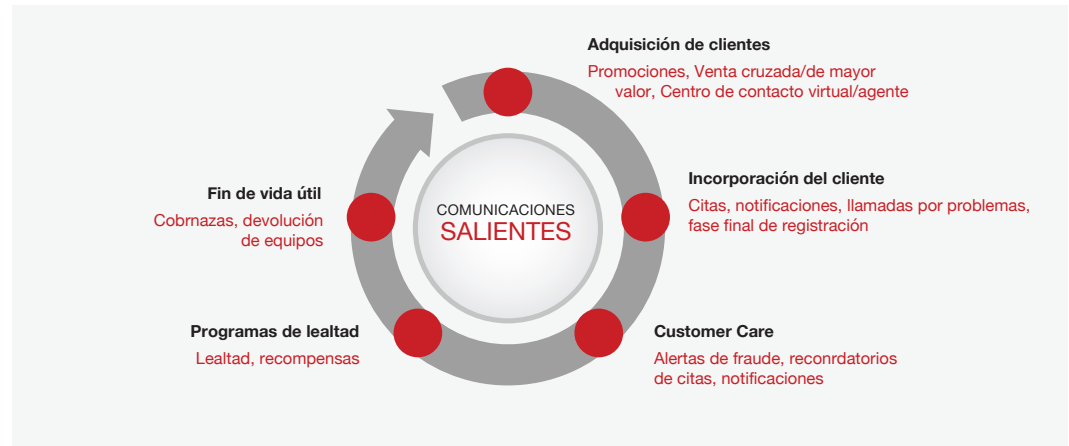 Adquisición de clientes
Promociones, Venta cruzada/de mayor
valor, Centro de contacto virtual/agente
Incorporación del cliente
Citas, notificaciones, llamadas por problemas,
fase final de registración
Customer Care
Alertas de fraude, reconrdatorios
de citas, notificaciones
Programas de lealtad
Lealtad, recompensas
Fin de vida útil
Cobrnazas, devolución
de equipos
COMUNICACIONES
SALIENTES